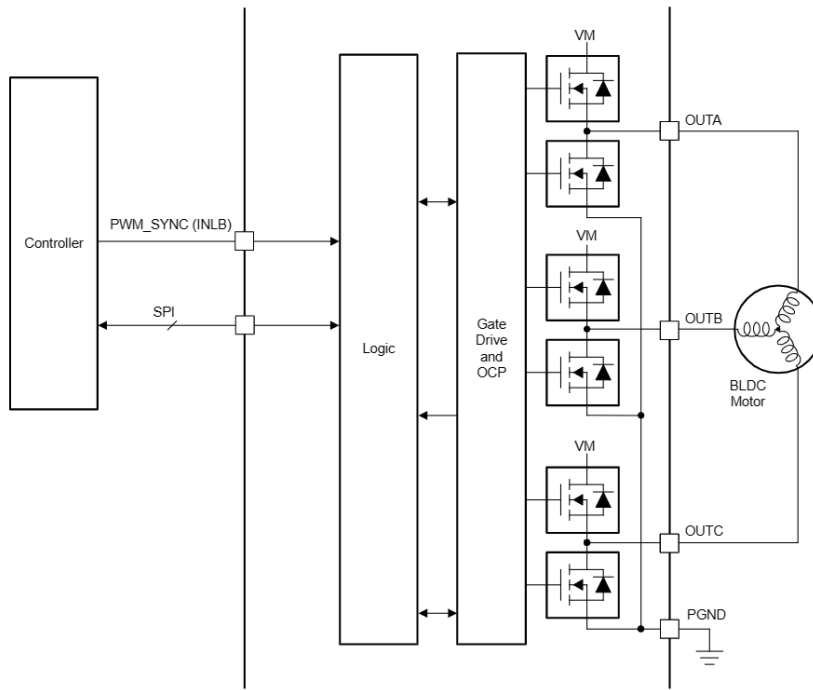 VM
OUTA
Controller
PWM_SYNC (INLB)
SPI
Logic
Gate
Drive
and
OCP
VM
OUTB
BLDC
Motor
VM
OUTC
PGND